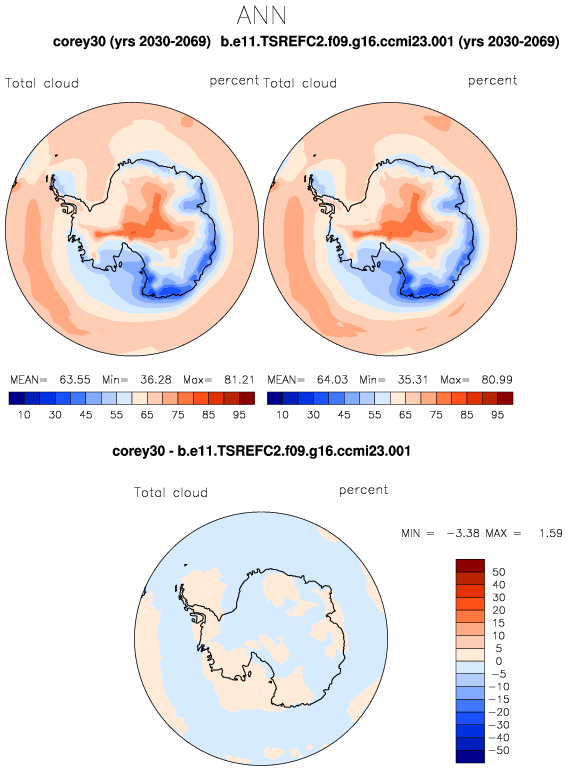 ANN
corey30 (yrs 2030-2069) b.e11.TSREFC2.f09.g16.ccmi23.001 (yrs 2030-2069)
Total cloud percent Total cloud percent
MEAN= 63.55 Min= 36.28 Max= 81.21 MEAN= 64.03 Min= 35.31 Max= 80.99
10 30 45 55 65 75 85 95 10 30 45 55 65 75 85 95
corey30 - b.e11.TSREFC2.f09.g16.ccmi23.001
Total cloud percent
MIN = -3.38 MAX = 1.59
50
40
30
20
15
10
5
0
-5
-10
-15
-20
-30
-40
-50